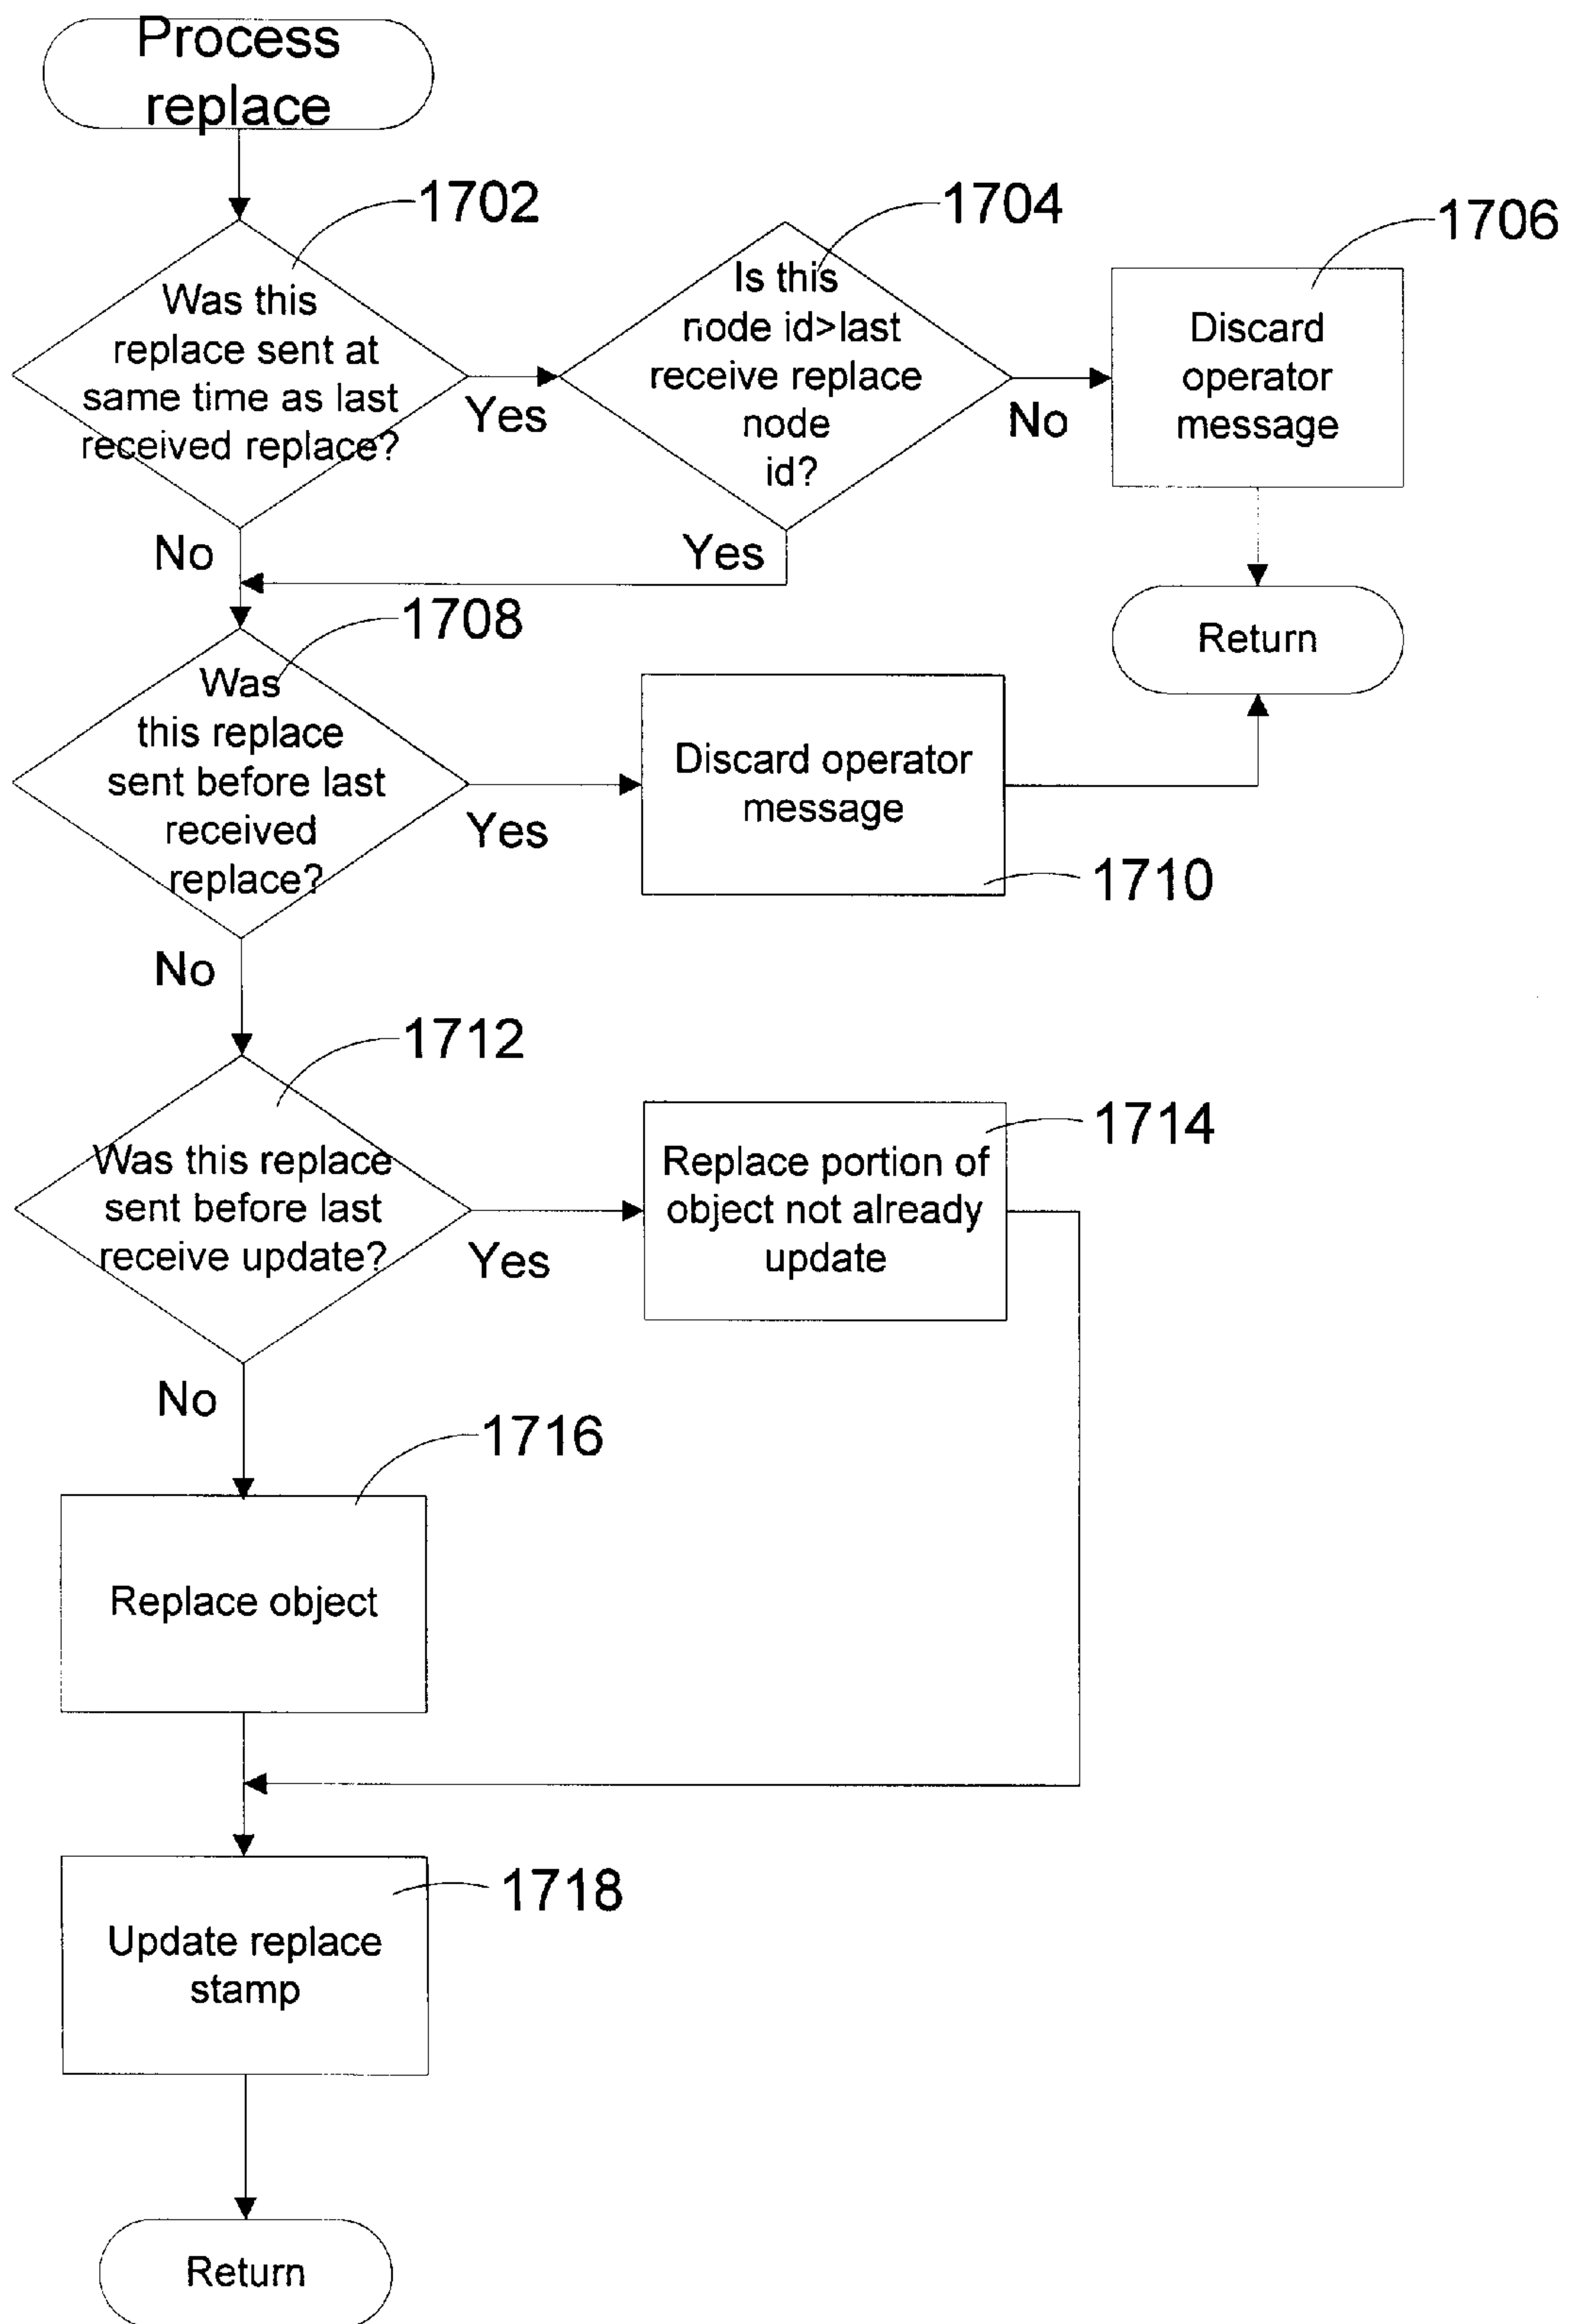 Process
replace
1702
1704
1706
Was this
replace sent at
same time as last
received replace?
Yes
No
Is this
node id>last
receive replace
node
id?
No
Yes
Discard
operator
message
Return
1708
Was
this replace
sent before last
received
replace?
Yes
No
Discard operator
message
1710
1712
Was this replace
sent before last
receive update?
Yes
No
1714
Replace portion of
object not already
update
1716
Replace object
1718
Update replace
stamp
Return